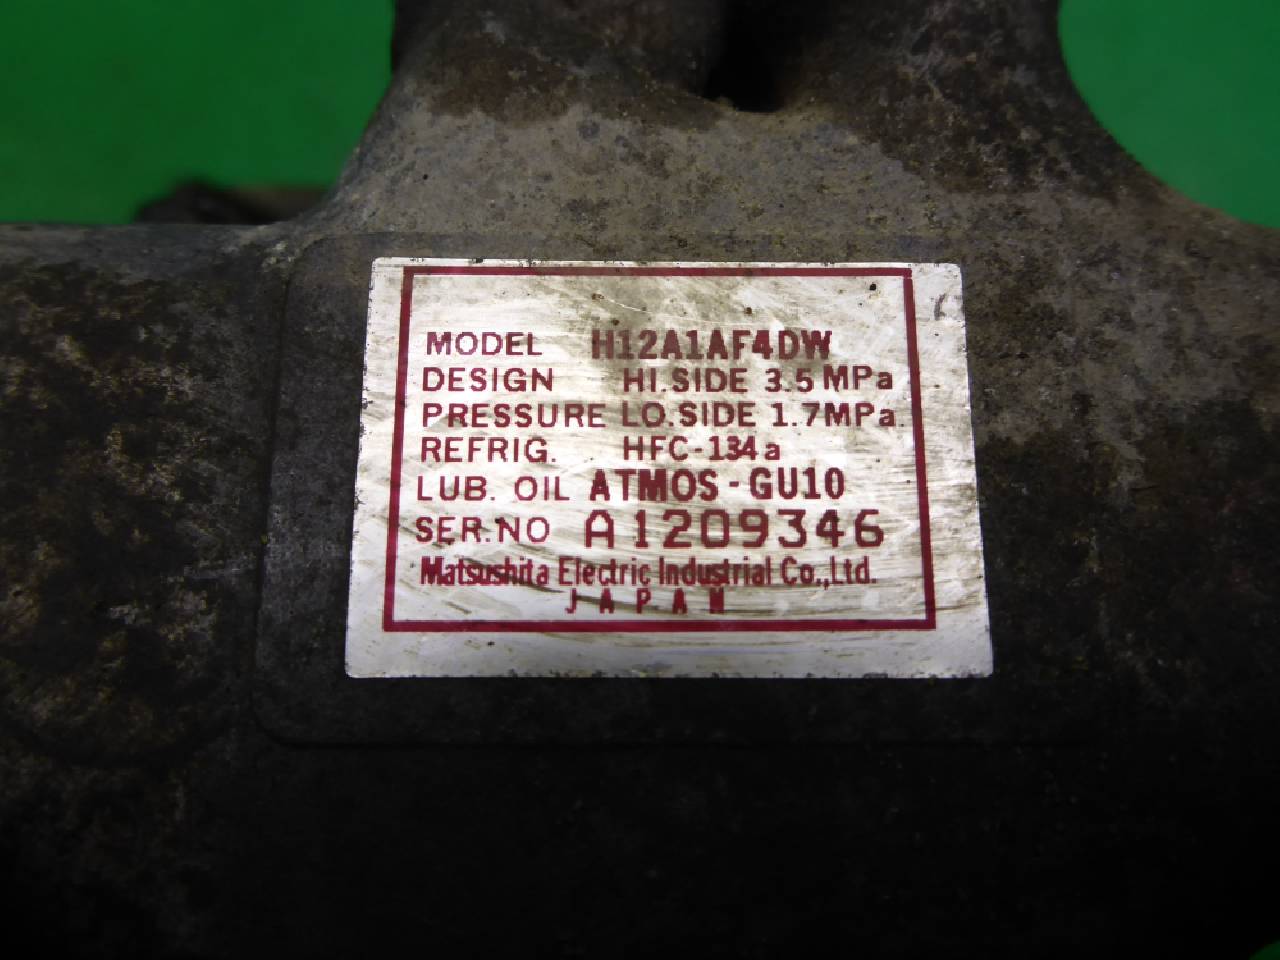 MODEL H12A1AF4DW
DESIGN HI.SIDE 3.5 MPa
PRESSURE LO.SIDE 1.7MPa.
REFRIG. HFC-134a
LUB. OIL ATMOS-GU10
SER.NO A1209346
Matsushita Electric Industrial Co.,Ltd.
JAPAN